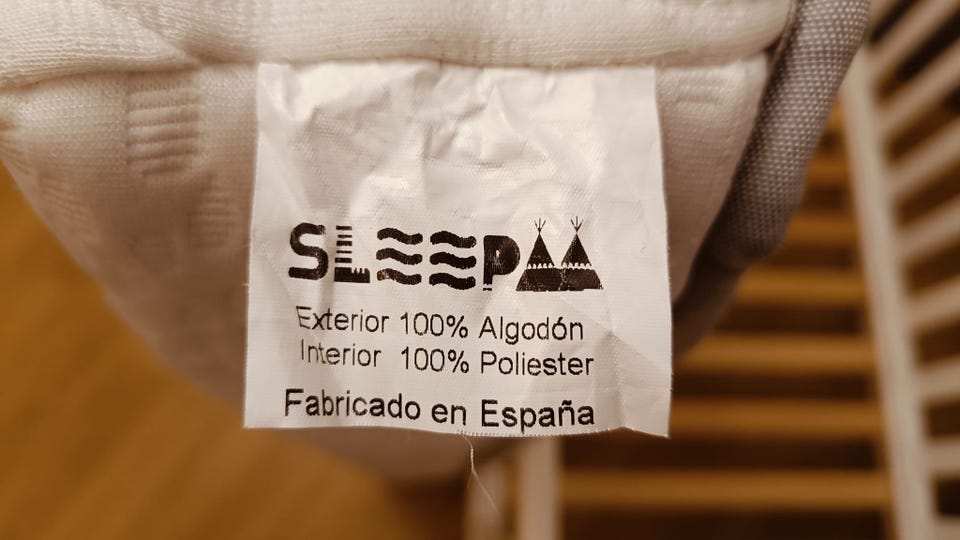 SLEEPAA
Exterior 100% Algodón
Interior 100% Poliester
Fabricado en España